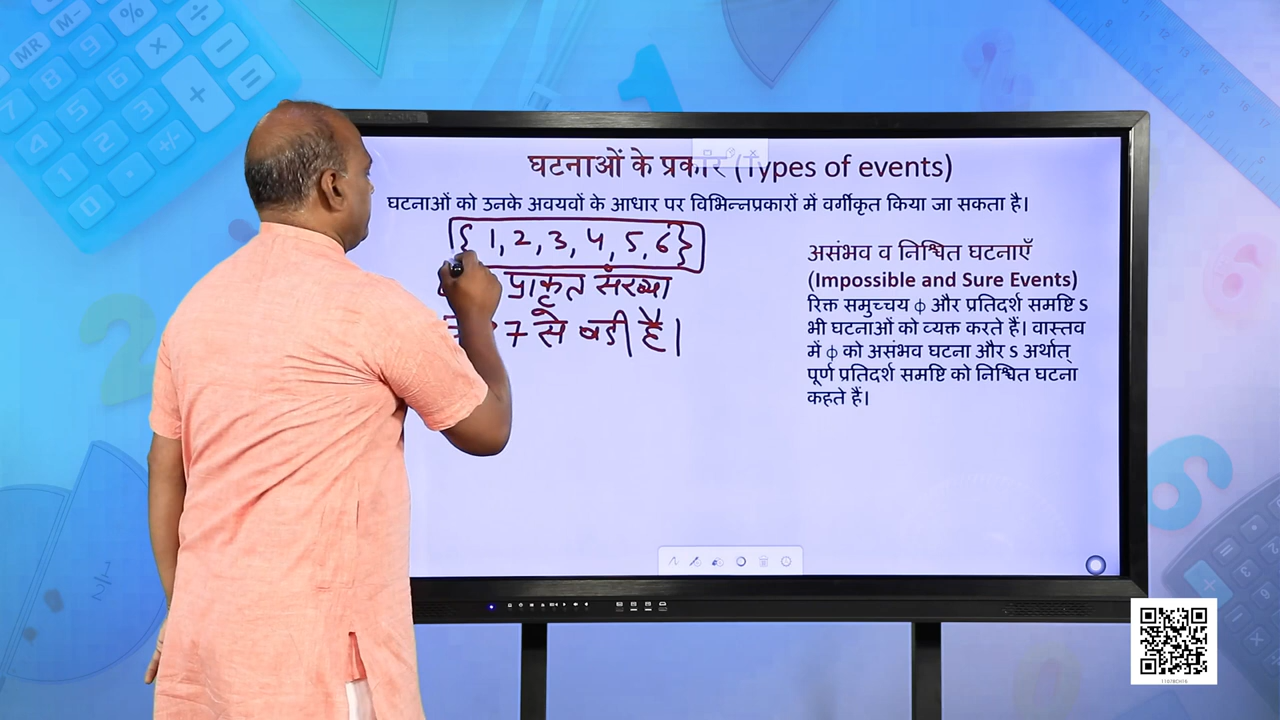 घटनाओं के प्रकार (Types of events)
घटनाओं को उनके अवयवों के आधार पर विभिन्नप्रकारों में वर्गीकृत किया जा सकता है।
{ 1, 2, 3, 4, 5, 6 }
प्राकृत संख्या
7 से बड़ी है।
असंभव व निश्चित घटनाएँ
(Impossible and Sure Events)
रिक्त समुच्चय ϕ और प्रतिदर्श समष्टि S
भी घटनाओं को व्यक्त करते हैं। वास्तव
में ϕ को असंभव घटना और S अर्थात्
पूर्ण प्रतिदर्श समष्टि को निश्चित घटना
कहते हैं।